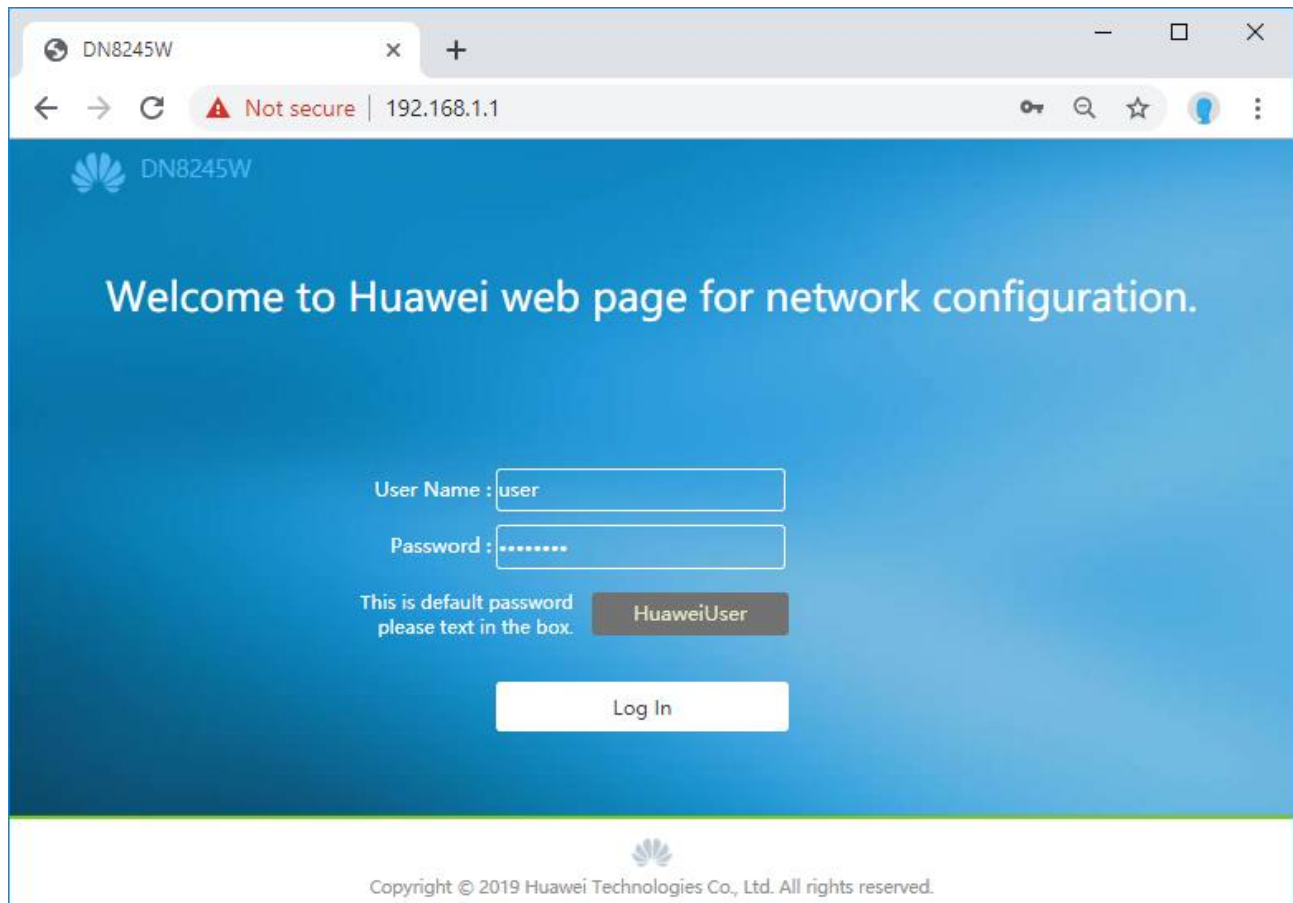 DN8245W
Not secure | 192.168.1.1
DN8245W
Welcome to Huawei web page for network configuration.
User Name : user
Password : ••••••••
This is default password
please text in the box.
HuaweiUser
Log In
Copyright © 2019 Huawei Technologies Co., Ltd. All rights reserved.